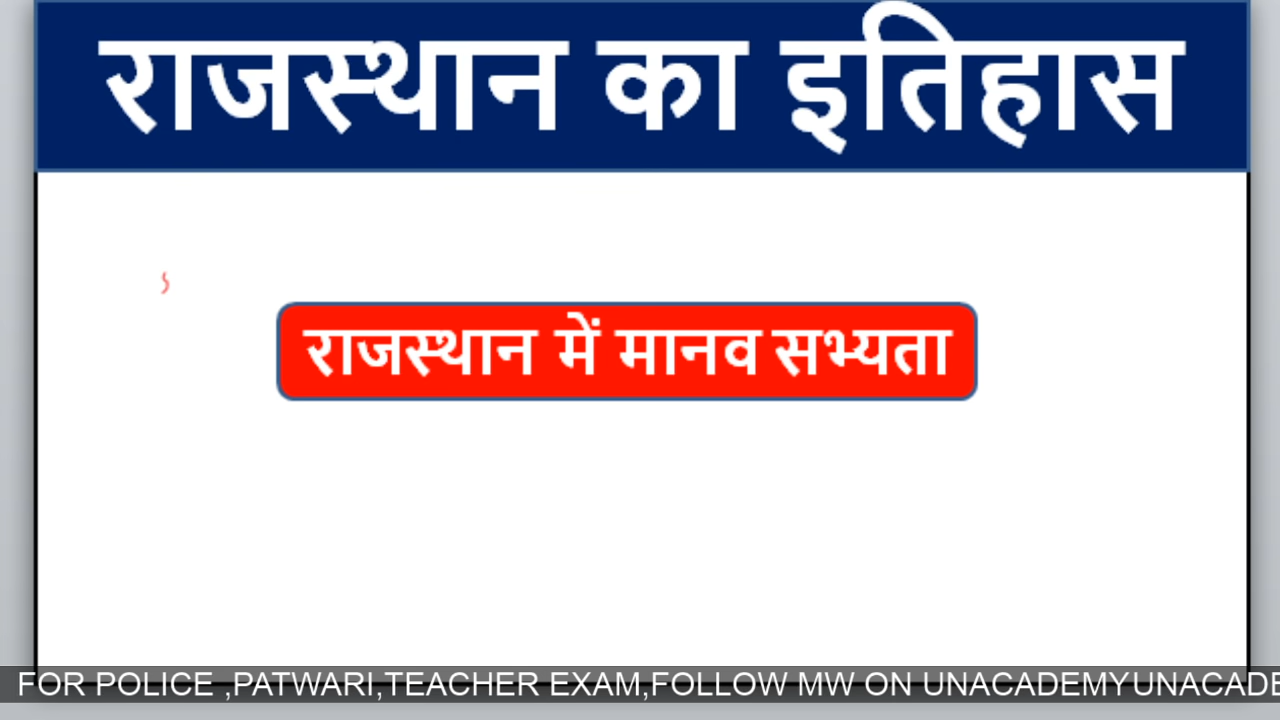 राजस्थान का इतिहास
राजस्थान में मानव सभ्यता
FOR POLICE ,PATWARI,TEACHER EXAM,FOLLOW MW ON UNACADEMYUNACADE